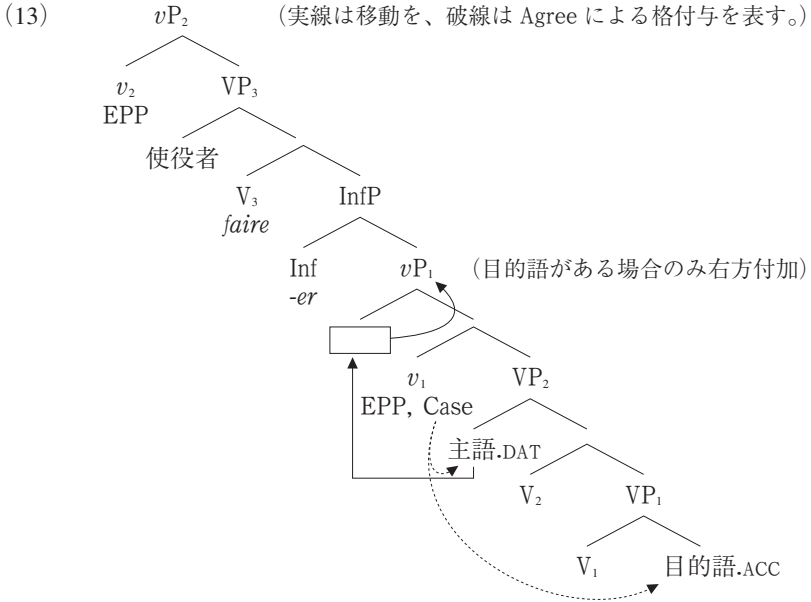 (13) vP₂ (実線は移動を、破線は Agree による格付与を表す。)
v₂ VP₃
EPP
使役者
V₃ InfP
faire
Inf vP₁ (目的語がある場合のみ右方付加)
-er
v₁ VP₂
EPP, Case
主語.DAT
V₂ VP₁
V₁ 目的語.ACC